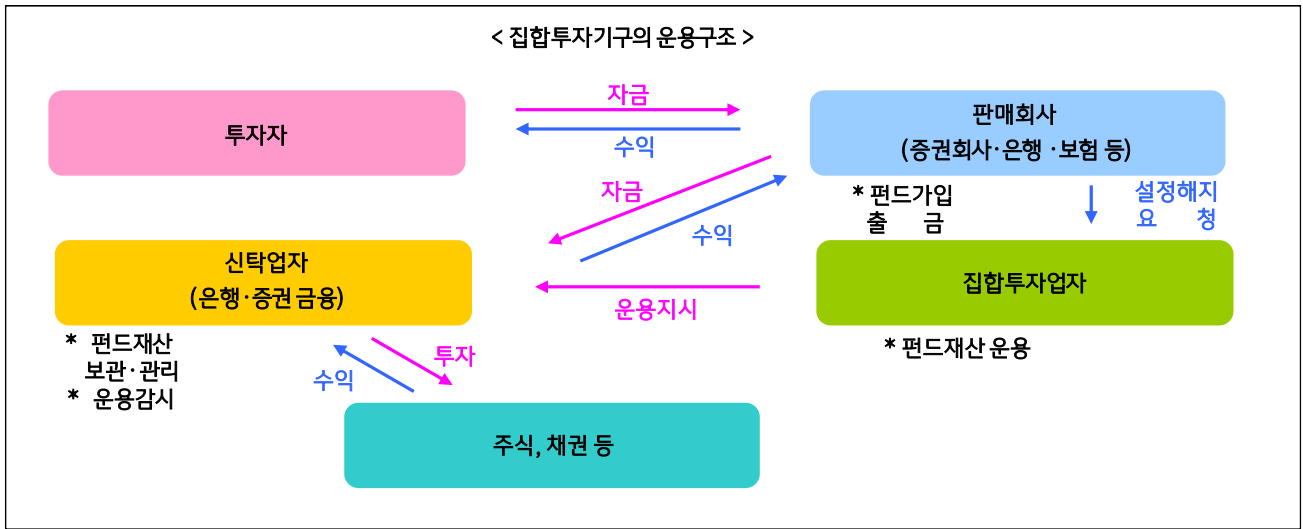 < 집합투자기구의 운용구조 >
투자자
자금
수익
판매회사
(증권회사·은행 ·보험 등)
자금
수익
* 펀드가입
출 금
설정해지
요 청
신탁업자
(은행·증권 금융)
운용지시
집합투자업자
* 펀드재산
보관·관리
* 운용감시
* 펀드재산 운용
투자
수익
주식, 채권 등